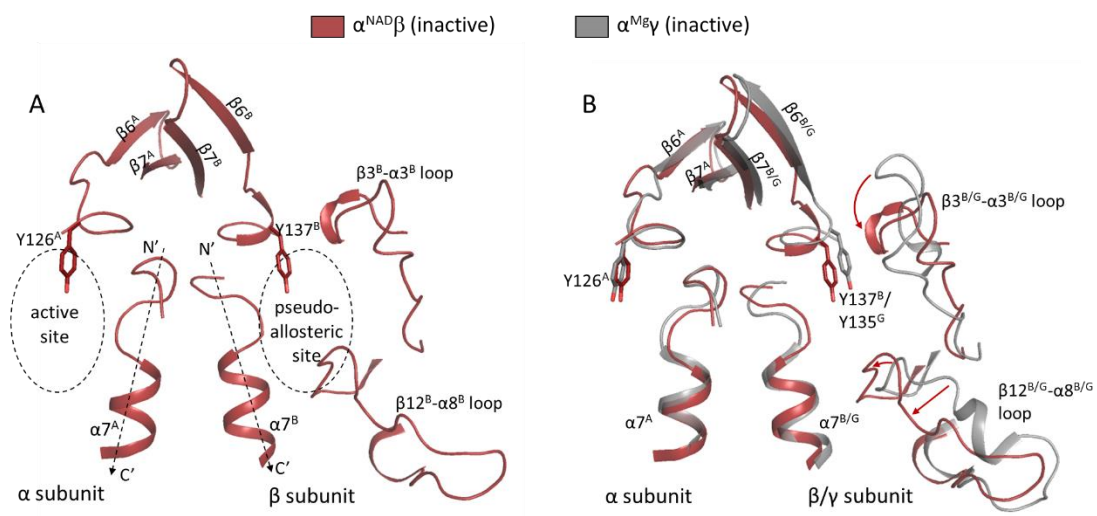 α^NADβ (inactive)
α^Mgγ (inactive)
A
β6^A
β6^B
β7^A
β7^B
β3^B-α3^B loop
Y126^A
N’
N’
Y137^B
active
site
pseudo-
allosteric
site
β12^B-α8^B loop
α7^A
α7^B
C’
C’
α subunit
β subunit
B
β6^A
β6^B/G
β7^A
β7^B/G
β3^B/G-α3^B/G loop
Y126^A
Y137^B/
Y135^G
β12^B/G-α8^B/G
loop
α7^A
α7^B/G
α subunit
β/γ subunit